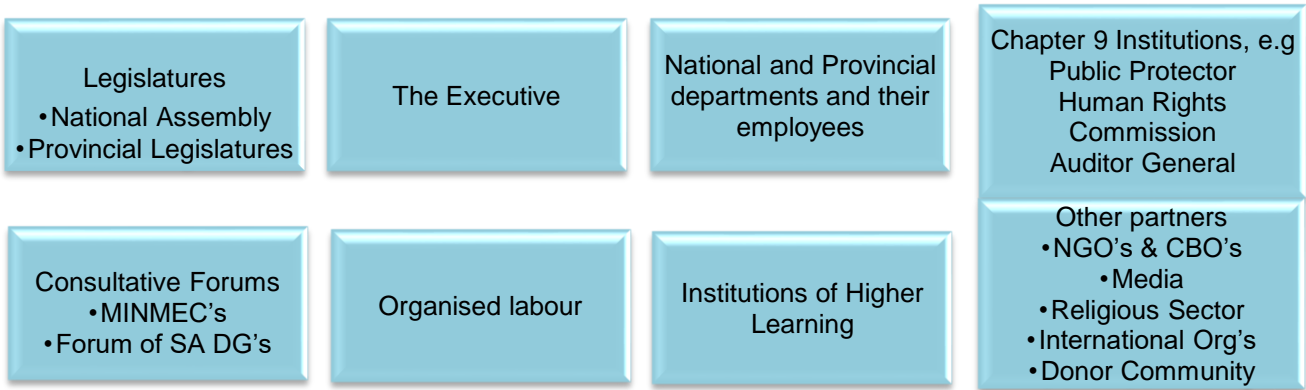 Legislatures
•National Assembly
•Provincial Legislatures
The Executive
National and Provincial
departments and their
employees
Chapter 9 Institutions, e.g
Public Protector
Human Rights
Commission
Auditor General
Consultative Forums
•MINMEC’s
•Forum of SA DG’s
Organised labour
Institutions of Higher
Learning
Other partners
•NGO’s & CBO’s
•Media
•Religious Sector
•International Org’s
•Donor Community